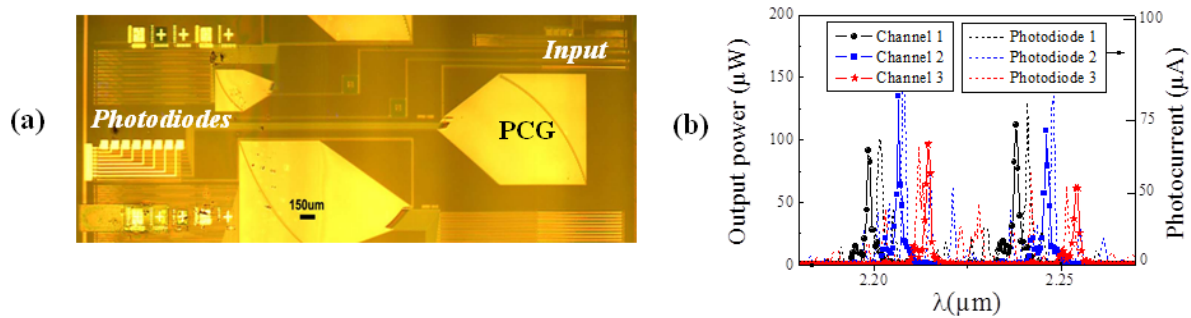 (a)
Input
Photodiodes
PCG
150um
(b)
Output power (µW)
200
150
100
50
0
Channel 1
Channel 2
Channel 3
Photodiode 1
Photodiode 2
Photodiode 3
100
75
50
0
Photocurrent (µA)
2.20
2.25
λ(µm)